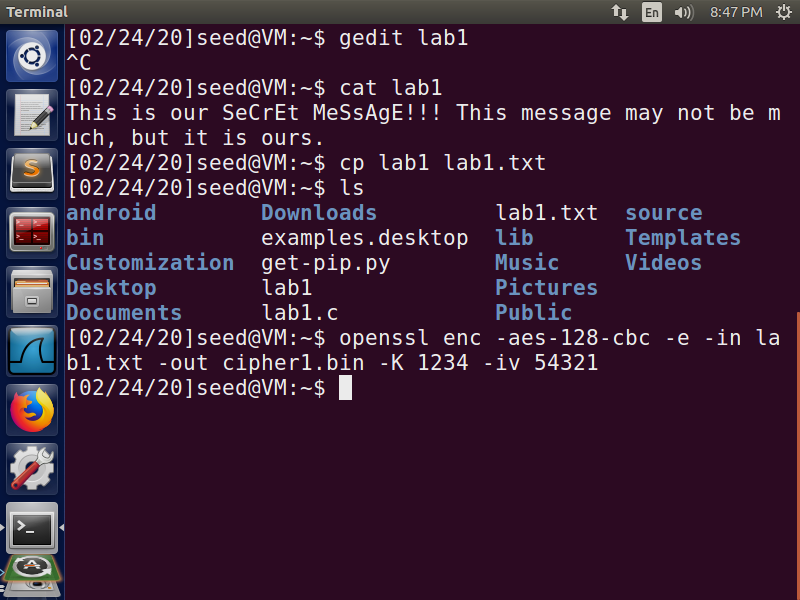 Terminal
En
8:47 PM
[02/24/20]seed@VM:~$ gedit lab1
^C
[02/24/20]seed@VM:~$ cat lab1
This is our SeCrEt MeSsAgE!!! This message may not be m
uch, but it is ours.
[02/24/20]seed@VM:~$ cp lab1 lab1.txt
[02/24/20]seed@VM:~$ ls
android Downloads lab1.txt source
bin examples.desktop lib Templates
Customization get-pip.py Music Videos
Desktop lab1 Pictures
Documents lab1.c Public
[02/24/20]seed@VM:~$ openssl enc -aes-128-cbc -e -in la
b1.txt -out cipher1.bin -K 1234 -iv 54321
[02/24/20]seed@VM:~$